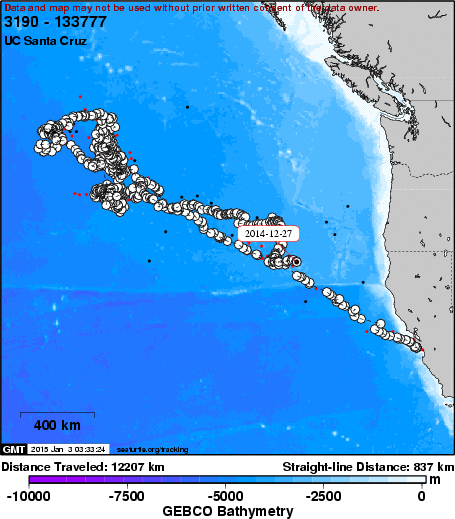 Data and map may not be used without prior written consent of the data owner.
3190 - 133777
UC Santa Cruz
2014-12-27
400 km
GMT 2015 Jan 3 03:33:24 seaturtle.org/tracking
Distance Traveled: 12207 km Straight-line Distance: 837 km
m
-10000 -7500 -5000 -2500 0
GEBCO Bathymetry